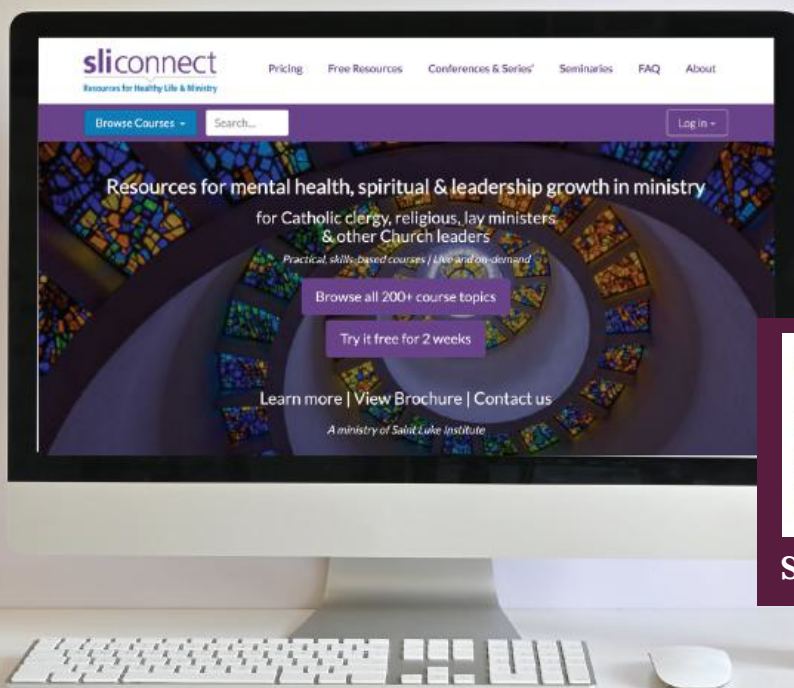 sliconnect
Resources for Healthy Life & Ministry
Pricing Free Resources Conferences & Series' Seminaries FAQ About
Browse Courses Search... Log in
Resources for mental health, spiritual & leadership growth in ministry
for Catholic clergy, religious, lay ministers
& other Church leaders
Practical, skills-based courses / Live and on-demand
Browse all 200+ course topics
Try it free for 2 weeks
Learn more | View Brochure | Contact us
A ministry of Saint Luke Institute
S